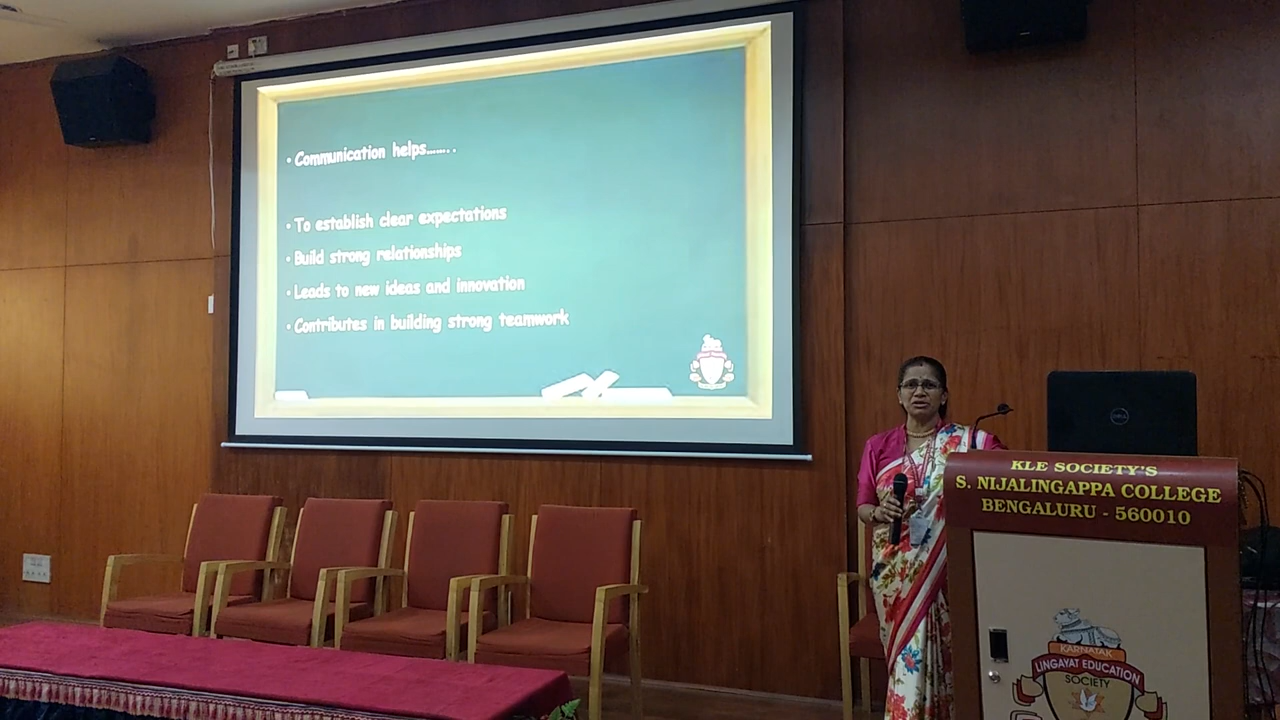 • Communication helps.......
• To establish clear expectations
• Build strong relationships
• Leads to new ideas and innovation
• Contributes in building strong teamwork
DELL
KLE SOCIETY'S
S. NIJALINGAPPA COLLEGE
BENGALURU - 560010
KARNATAK
LINGAYAT EDUCATION
SOCIETY